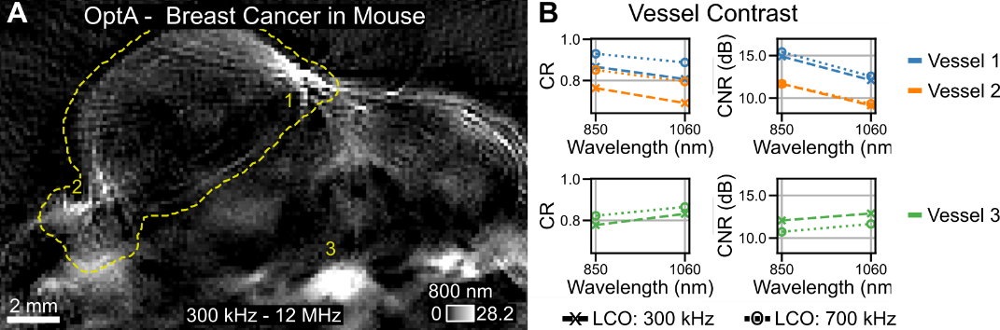 A OptA - Breast Cancer in Mouse
1
2
3
2 mm
300 kHz - 12 MHz
800 nm
0 28.2
B Vessel Contrast
CR
1.0
0.8
850 1060
Wavelength (nm)
CNR (dB)
15.0
10.0
850 1060
Wavelength (nm)
Vessel 1
Vessel 2
CR
1.0
0.8
850 1060
Wavelength (nm)
CNR (dB)
15.0
10.0
850 1060
Wavelength (nm)
Vessel 3
LCO: 300 kHz LCO: 700 kHz